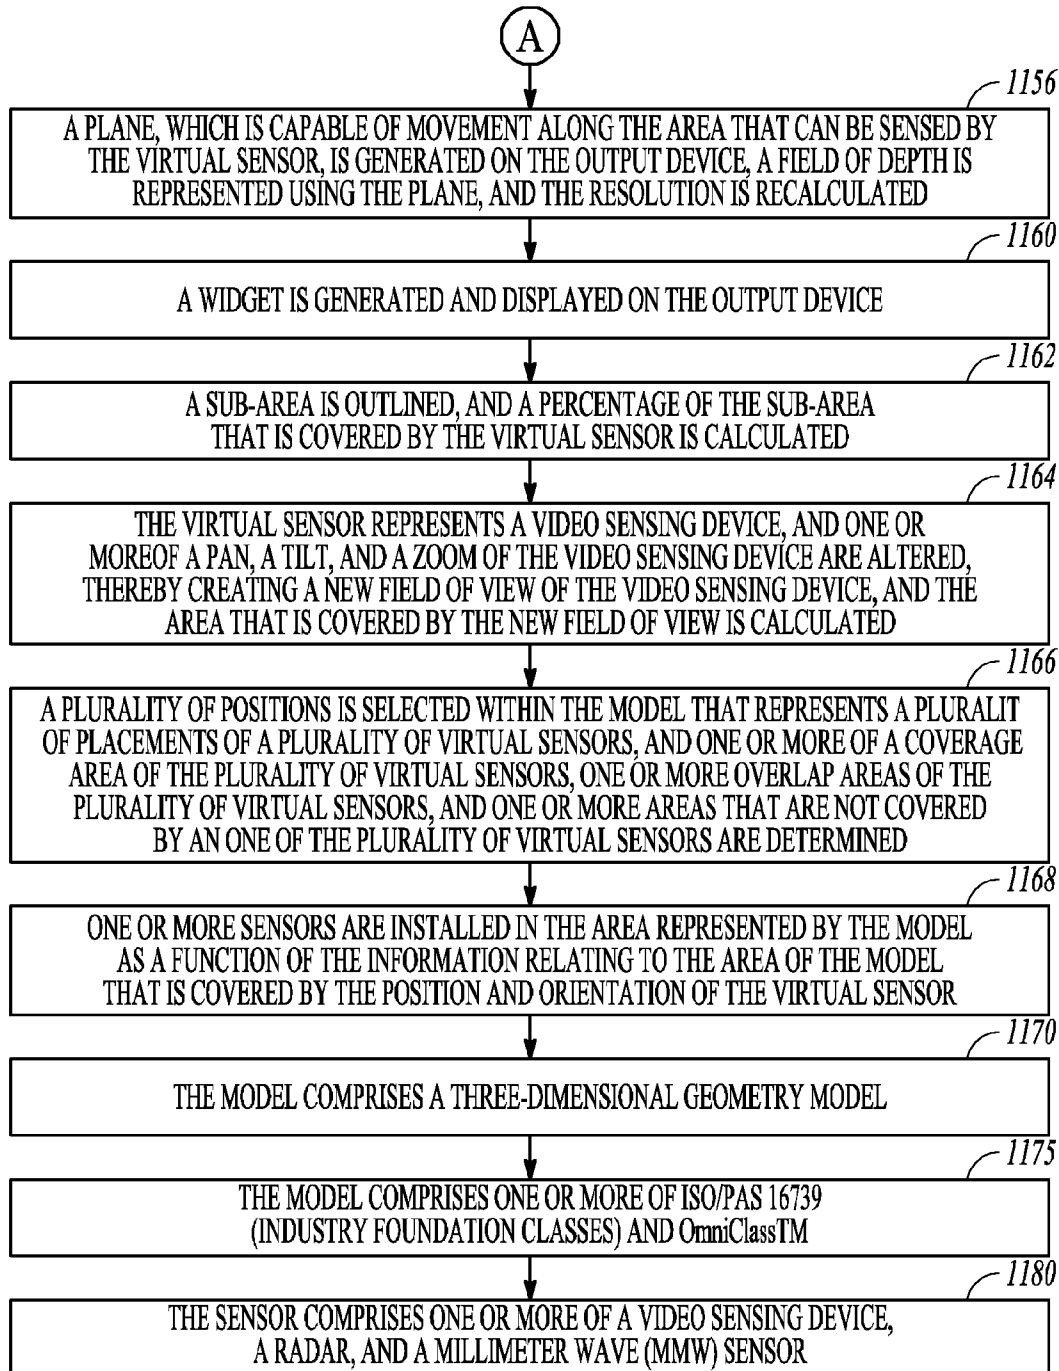 A
1156
A PLANE, WHICH IS CAPABLE OF MOVEMENT ALONG THE AREA THAT CAN BE SENSED BY
THE VIRTUAL SENSOR, IS GENERATED ON THE OUTPUT DEVICE, A FIELD OF DEPTH IS
REPRESENTED USING THE PLANE, AND THE RESOLUTION IS RECALCULATED
1160
A WIDGET IS GENERATED AND DISPLAYED ON THE OUTPUT DEVICE
1162
A SUB-AREA IS OUTLINED, AND A PERCENTAGE OF THE SUB-AREA
THAT IS COVERED BY THE VIRTUAL SENSOR IS CALCULATED
1164
THE VIRTUAL SENSOR REPRESENTS A VIDEO SENSING DEVICE, AND ONE OR
MOREOF A PAN, A TILT, AND A ZOOM OF THE VIDEO SENSING DEVICE ARE ALTERED,
THEREBY CREATING A NEW FIELD OF VIEW OF THE VIDEO SENSING DEVICE, AND THE
AREA THAT IS COVERED BY THE NEW FIELD OF VIEW IS CALCULATED
1166
A PLURALITY OF POSITIONS IS SELECTED WITHIN THE MODEL THAT REPRESENTS A PLURALIT
OF PLACEMENTS OF A PLURALITY OF VIRTUAL SENSORS, AND ONE OR MORE OF A COVERAGE
AREA OF THE PLURALITY OF VIRTUAL SENSORS, ONE OR MORE OVERLAP AREAS OF THE
PLURALITY OF VIRTUAL SENSORS, AND ONE OR MORE AREAS THAT ARE NOT COVERED
BY AN ONE OF THE PLURALITY OF VIRTUAL SENSORS ARE DETERMINED
1168
ONE OR MORE SENSORS ARE INSTALLED IN THE AREA REPRESENTED BY THE MODEL
AS A FUNCTION OF THE INFORMATION RELATING TO THE AREA OF THE MODEL
THAT IS COVERED BY THE POSITION AND ORIENTATION OF THE VIRTUAL SENSOR
1170
THE MODEL COMPRISES A THREE-DIMENSIONAL GEOMETRY MODEL
1175
THE MODEL COMPRISES ONE OR MORE OF ISO/PAS 16739
(INDUSTRY FOUNDATION CLASSES) AND OmniClassTM
1180
THE SENSOR COMPRISES ONE OR MORE OF A VIDEO SENSING DEVICE,
A RADAR, AND A MILLIMETER WAVE (MMW) SENSOR